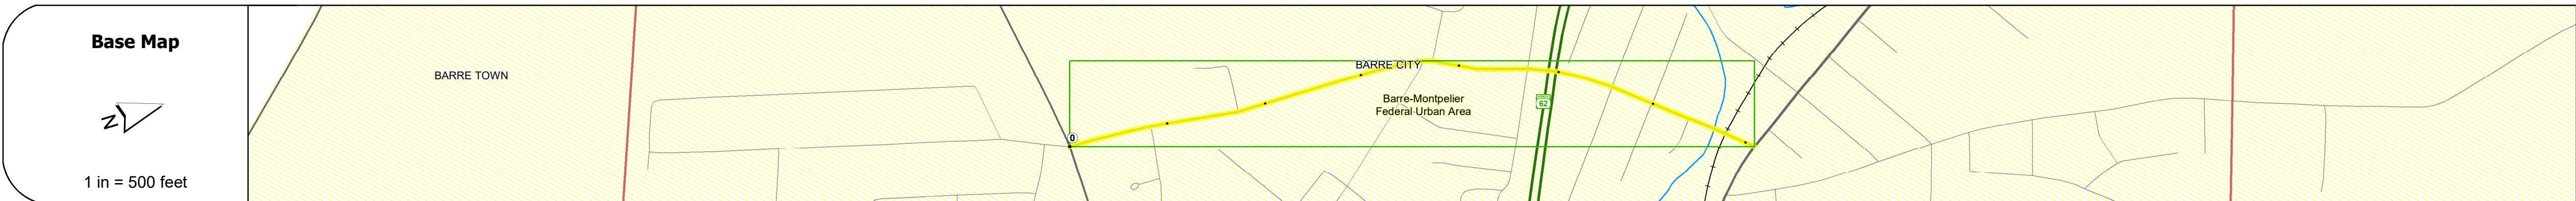 Base Map
N
1 in = 500 feet
BARRE TOWN
0
BARRE CITY
Barre-Montpelier
Federal Urban Area
62